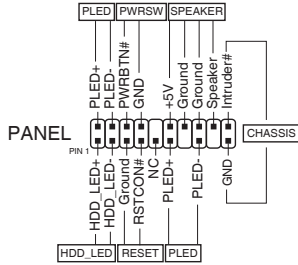 PLED PWRSW SPEAKER
PLED+
PLED-
PWRBTN#
GND
+5V
Ground
Ground
Speaker
Intruder#
PANEL
PIN 1
CHASSIS
HDD_LED+
HDD_LED-
Ground
RSTCON#
NC
PLED+
PLED-
GND
HDD_LED RESET PLED